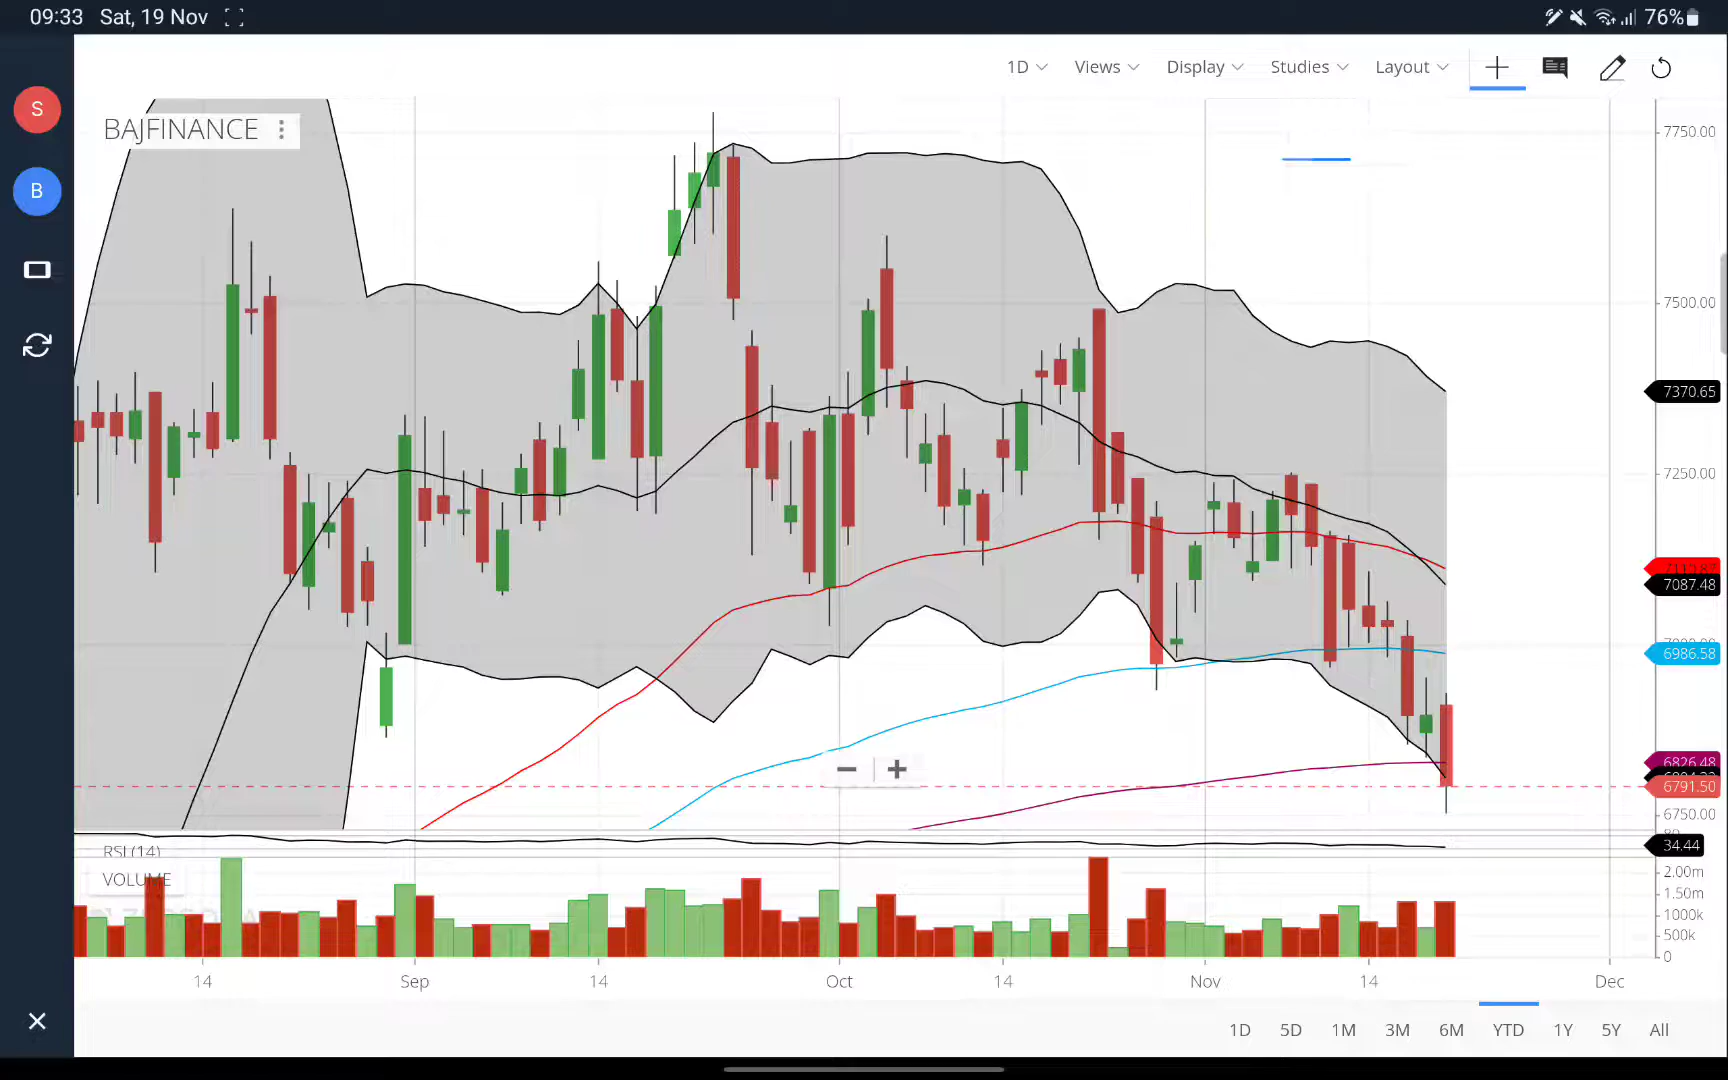 09:33 Sat, 19 Nov
76%
1D Views Display Studies Layout
S
B
BAJFINANCE
7750.00
7500.00
7370.65
7250.00
7087.48
6986.58
6826.48
6791.50
6750.00
RSI (14)
34.44
VOLUME
2.00m
1.50m
1000k
500k
0
14 Sep 14 Oct 14 Nov 14 Dec
1D 5D 1M 3M 6M YTD 1Y 5Y All